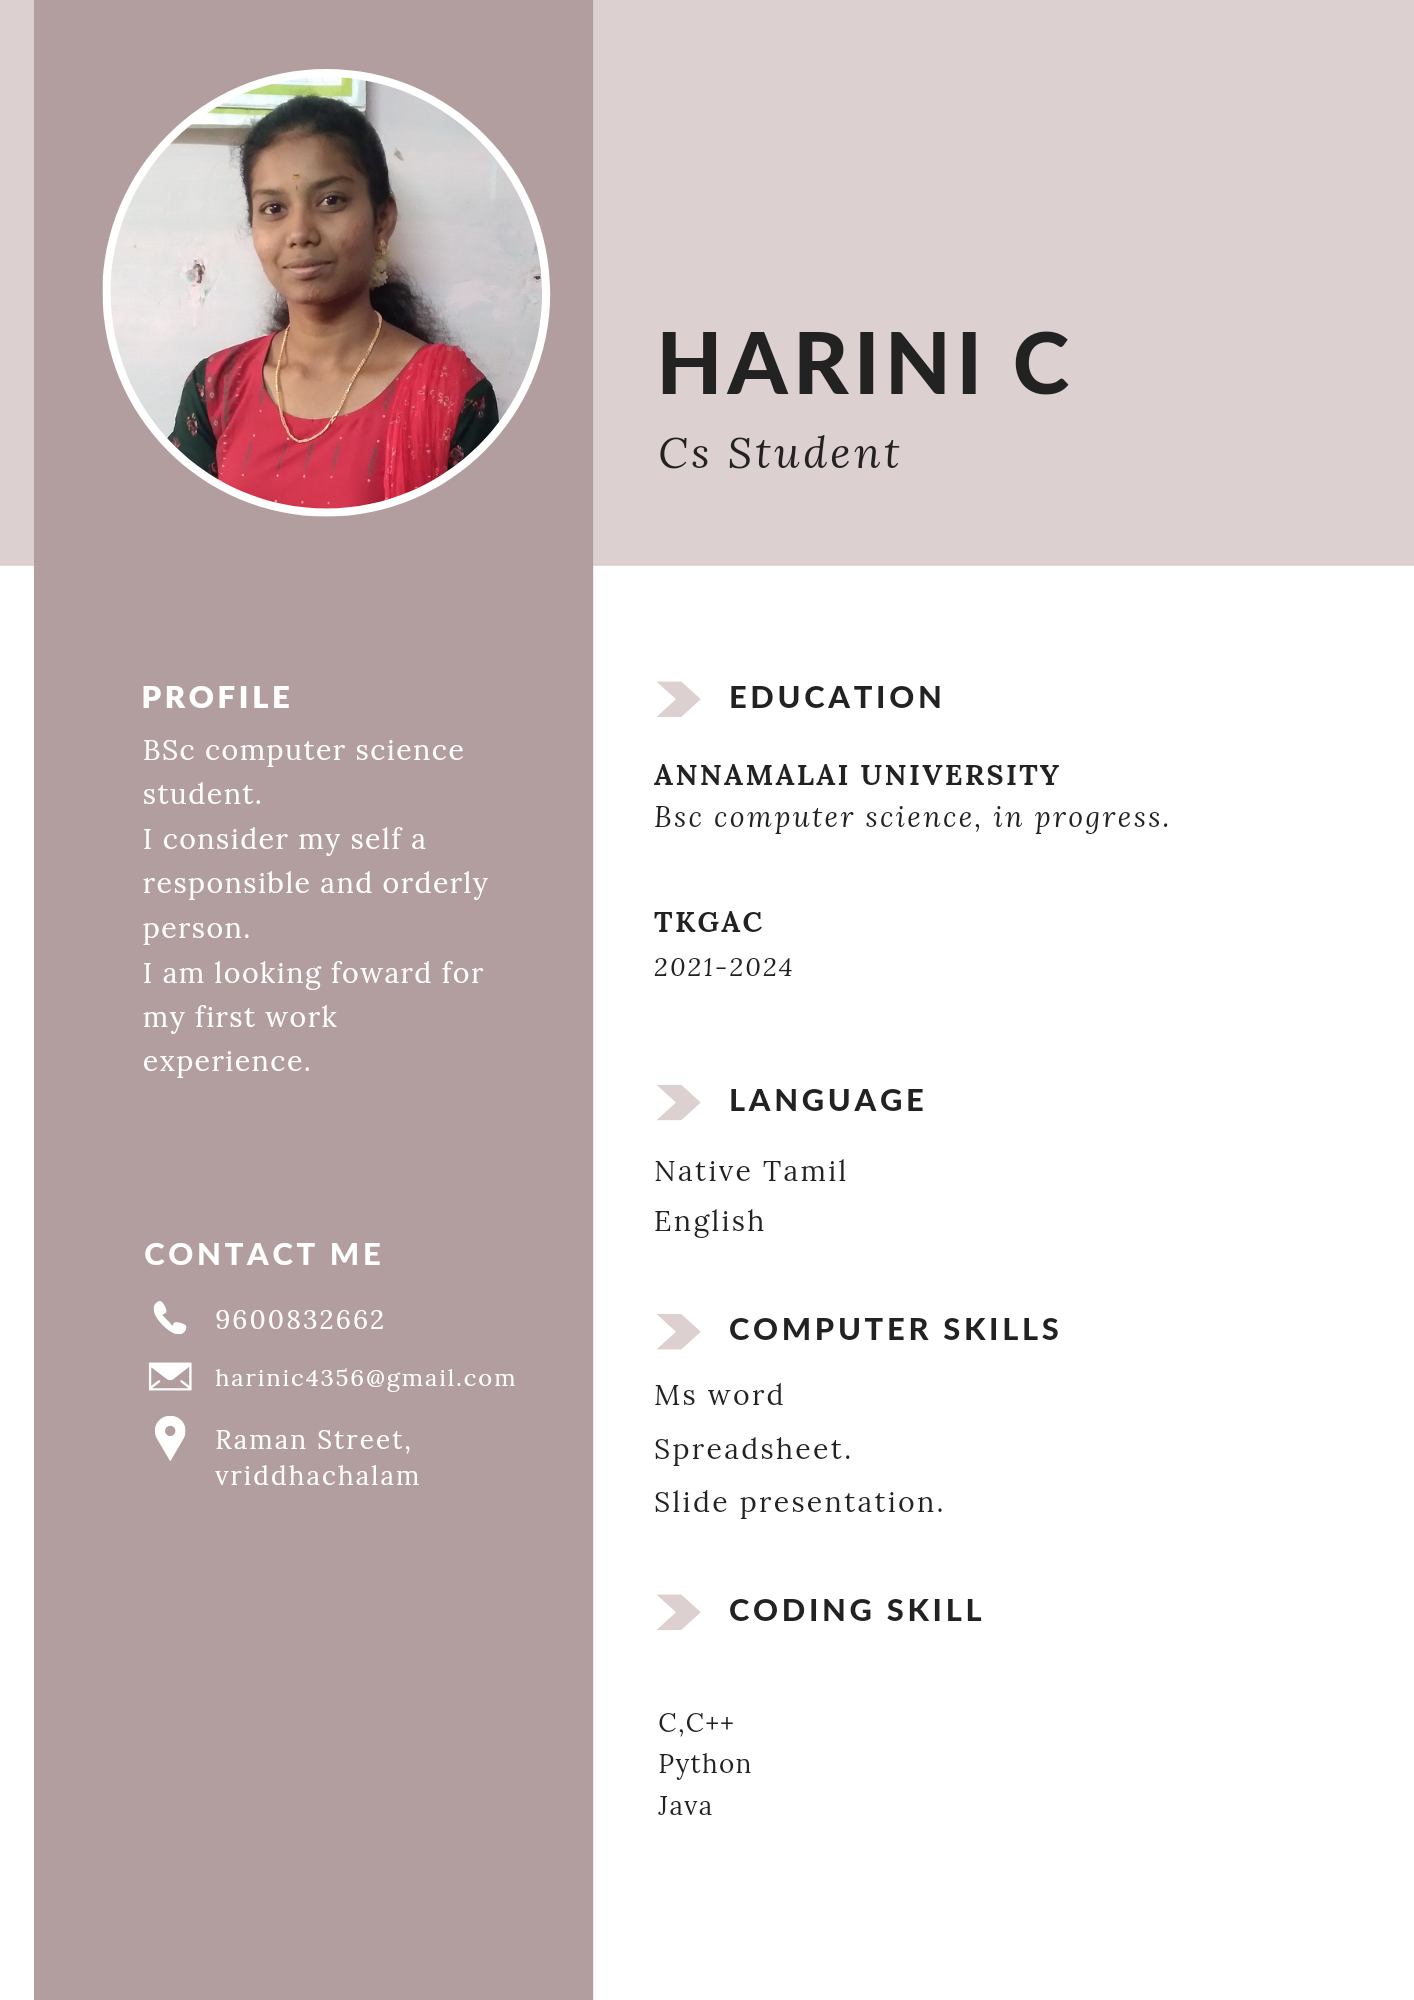 HARINI C
Cs Student
PROFILE
BSc computer science
student.
I consider my self a
responsible and orderly
person.
I am looking foward for
my first work
experience.
CONTACT ME
9600832662
harinic4356@gmail.com
Raman Street,
vriddhachalam
EDUCATION
ANNAMALAI UNIVERSITY
Bsc computer science, in progress.
TKGAC
2021-2024
LANGUAGE
Native Tamil
English
COMPUTER SKILLS
Ms word
Spreadsheet.
Slide presentation.
CODING SKILL
C,C++
Python
Java